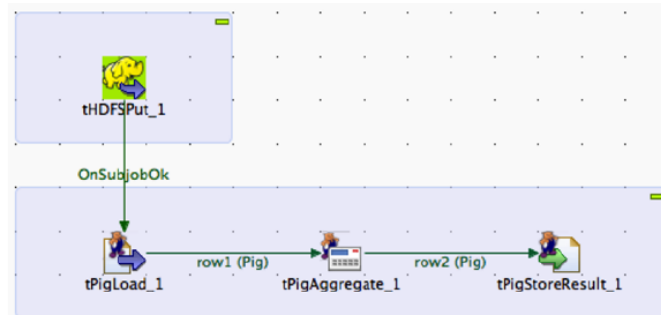 tHDFSPut_1
OnSubjobOk
row1 (Pig)
row2 (Pig)
tPigLoad_1
tPigAggregate_1
tPigStoreResult_1